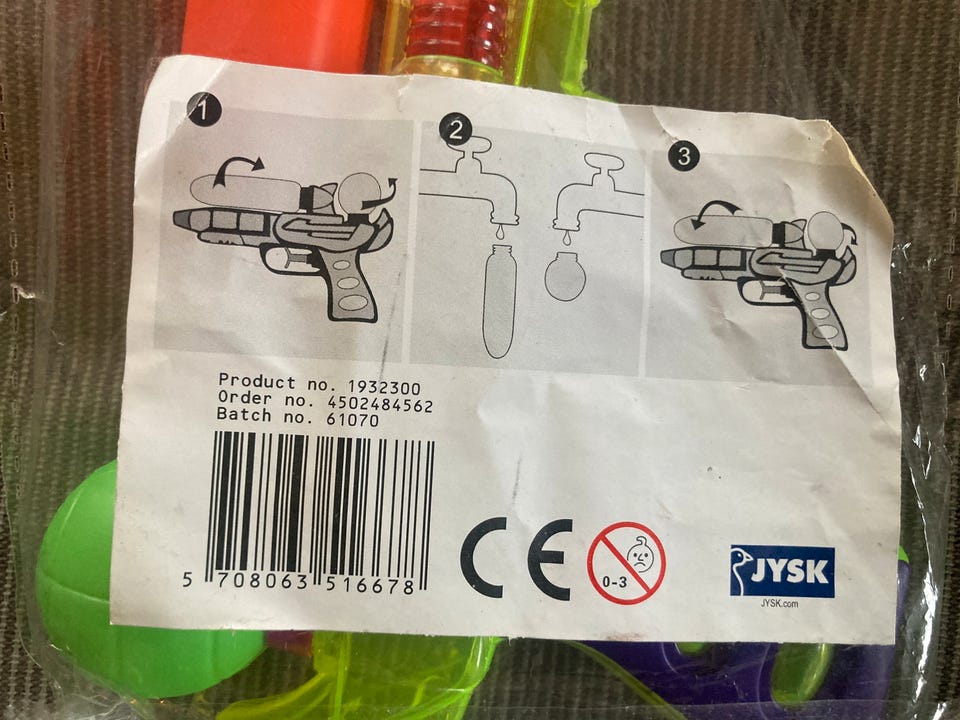 1
2
3
Product no. 1932300
Order no. 4502484562
Batch no. 61070
5 708063 516678
CE
0-3
JYSK
JYSK.com